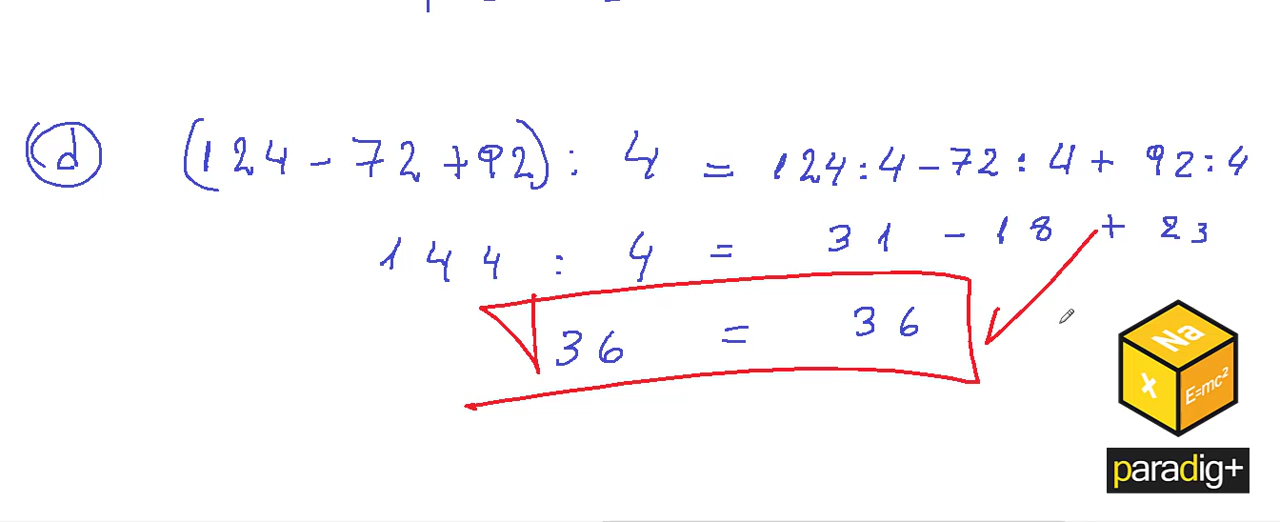 d (124 - 72 + 92) : 4 = 124 : 4 - 72 : 4 + 92 : 4
144 : 4 = 31 - 18 + 23
36 = 36
Na
X
E=mc²
paradig+